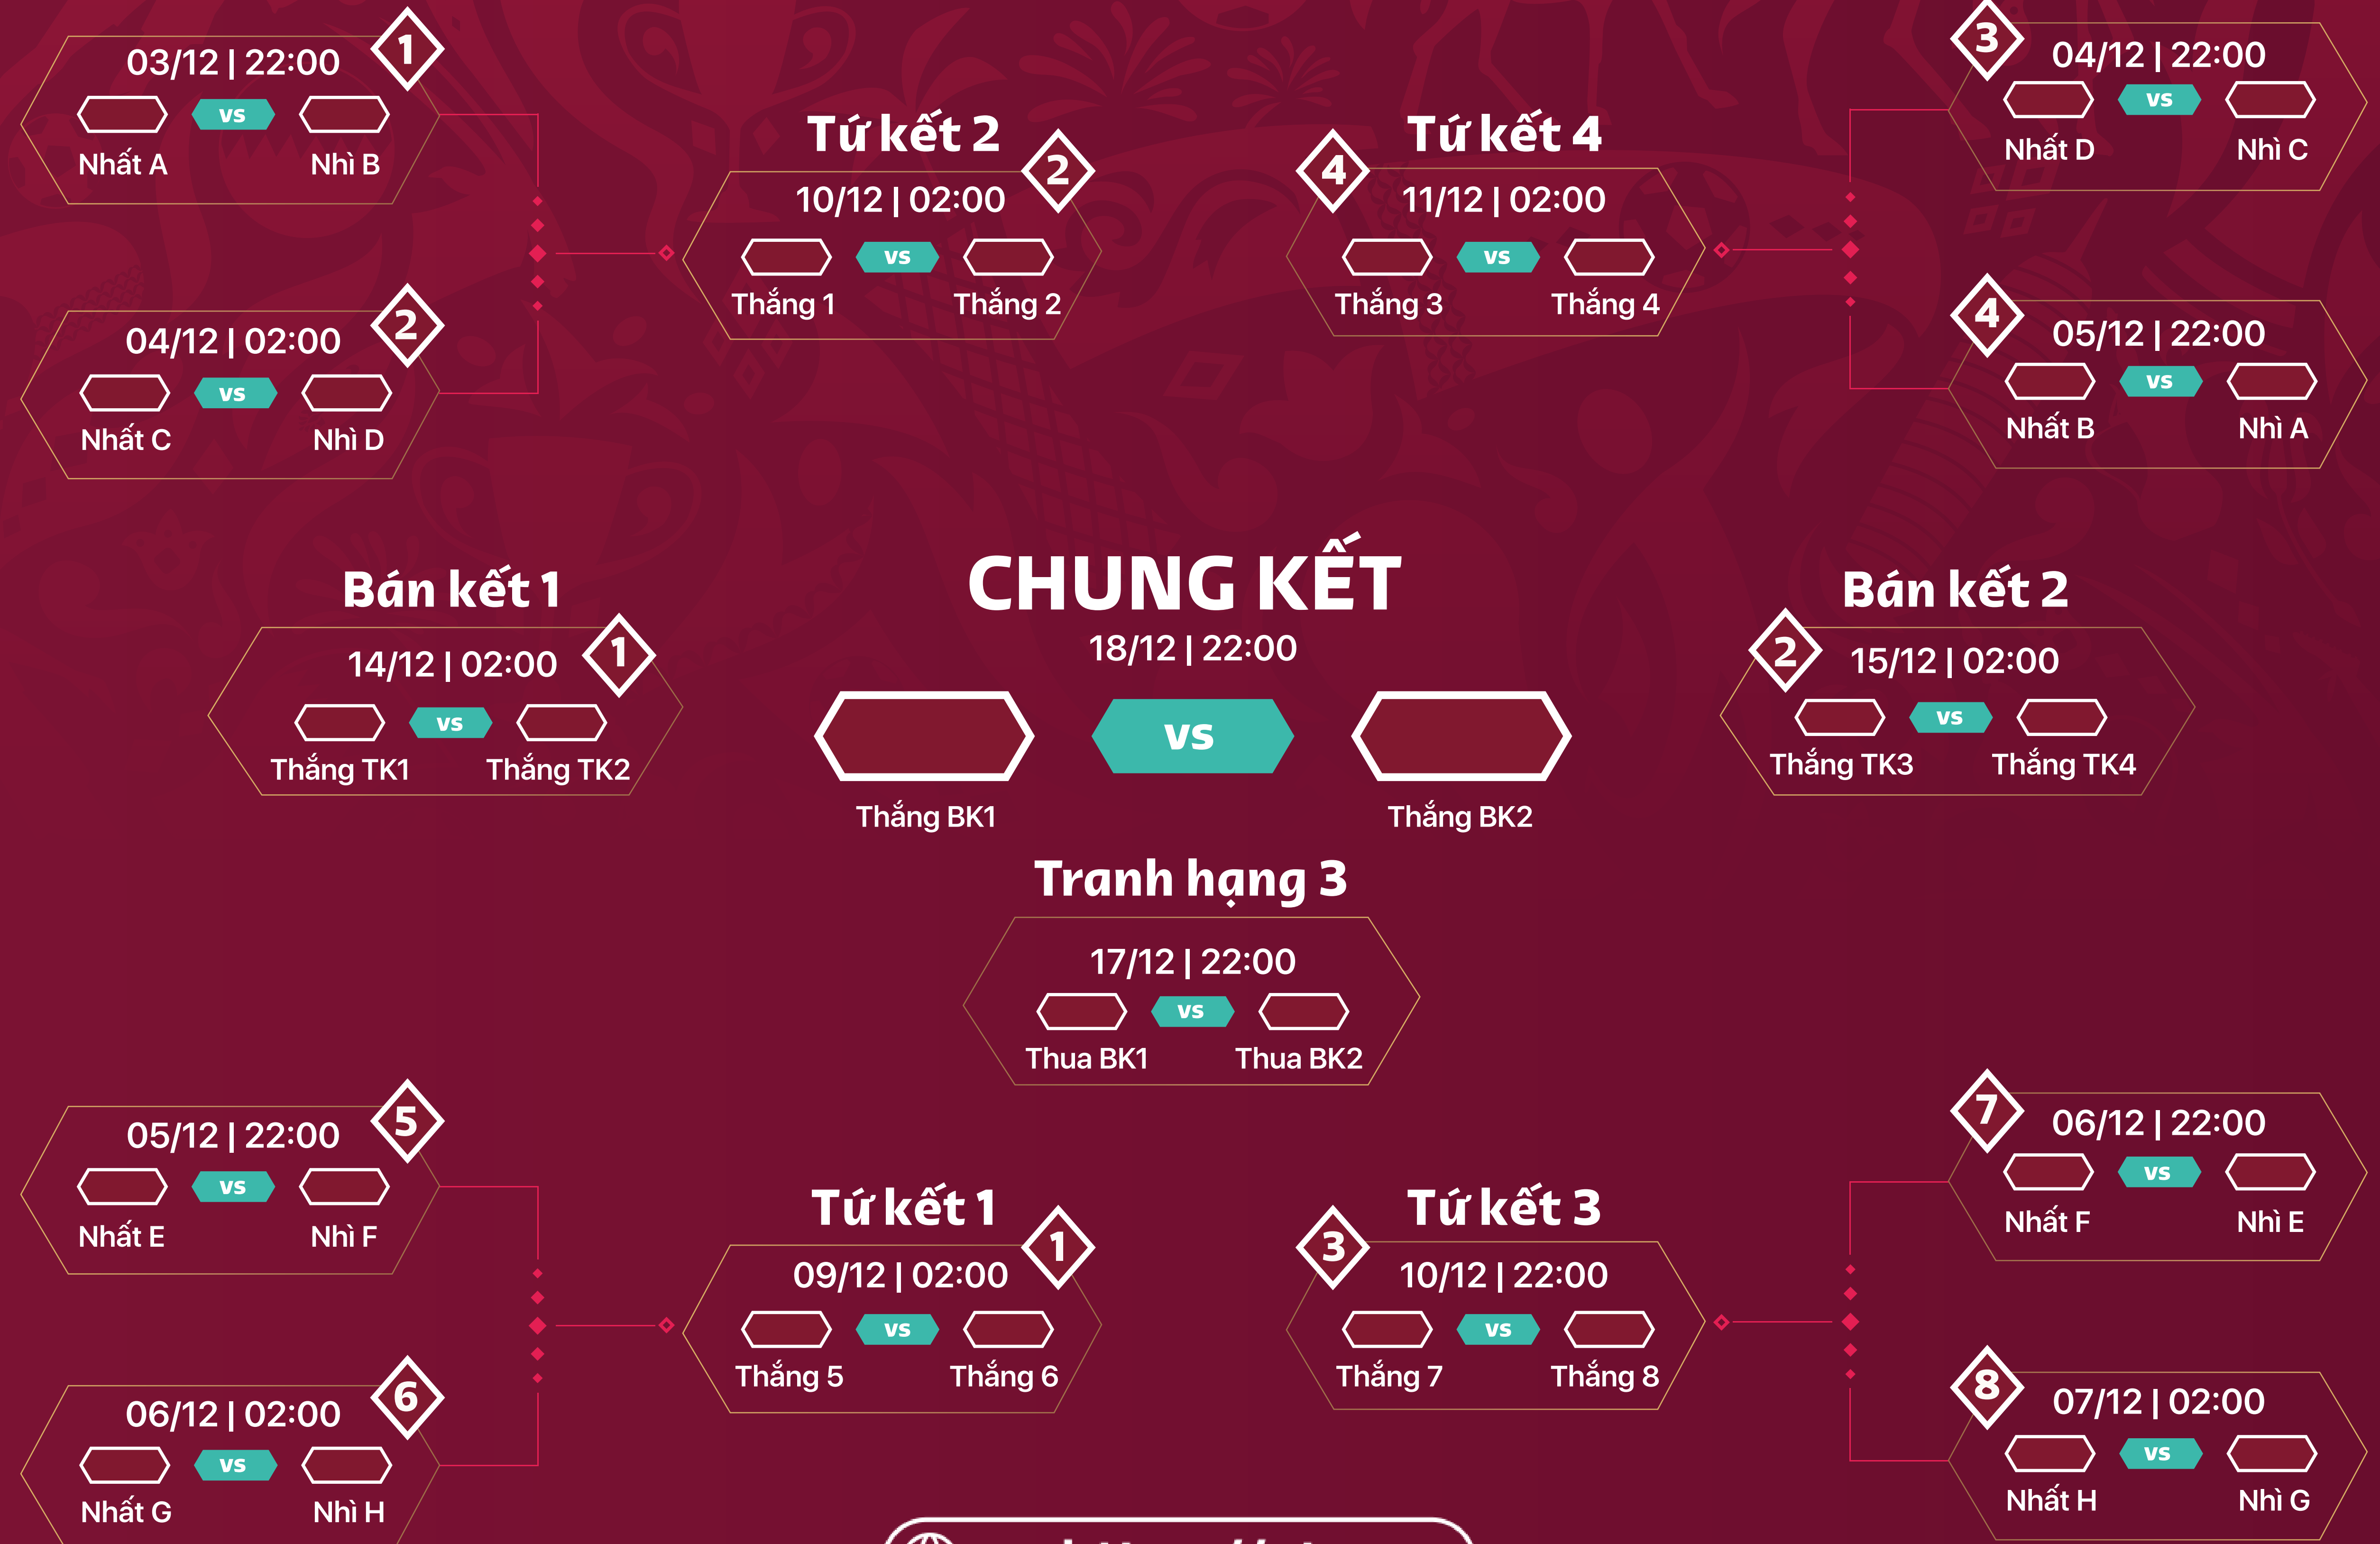 03/12 | 22:00
1
vs
Nhất A
Nhì B
04/12 | 02:00
2
vs
Nhất C
Nhì D
Tứ kết 2
10/12 | 02:00
2
vs
Thắng 1
Thắng 2
Tứ kết 4
4
11/12 | 02:00
vs
Thắng 3
Thắng 4
3
04/12 | 22:00
vs
Nhất D
Nhì C
4
05/12 | 22:00
vs
Nhất B
Nhì A
Bán kết 1
14/12 | 02:00
1
vs
Thắng TK1
Thắng TK2
CHUNG KẾT
18/12 | 22:00
vs
Thắng BK1
Thắng BK2
Bán kết 2
2
15/12 | 02:00
vs
Thắng TK3
Thắng TK4
Tranh hạng 3
17/12 | 22:00
vs
Thua BK1
Thua BK2
05/12 | 22:00
5
vs
Nhất E
Nhì F
06/12 | 02:00
6
vs
Nhất G
Nhì H
Tứ kết 1
09/12 | 02:00
1
vs
Thắng 5
Thắng 6
Tứ kết 3
3
10/12 | 22:00
vs
Thắng 7
Thắng 8
7
06/12 | 22:00
vs
Nhất F
Nhì E
8
07/12 | 02:00
vs
Nhất H
Nhì G